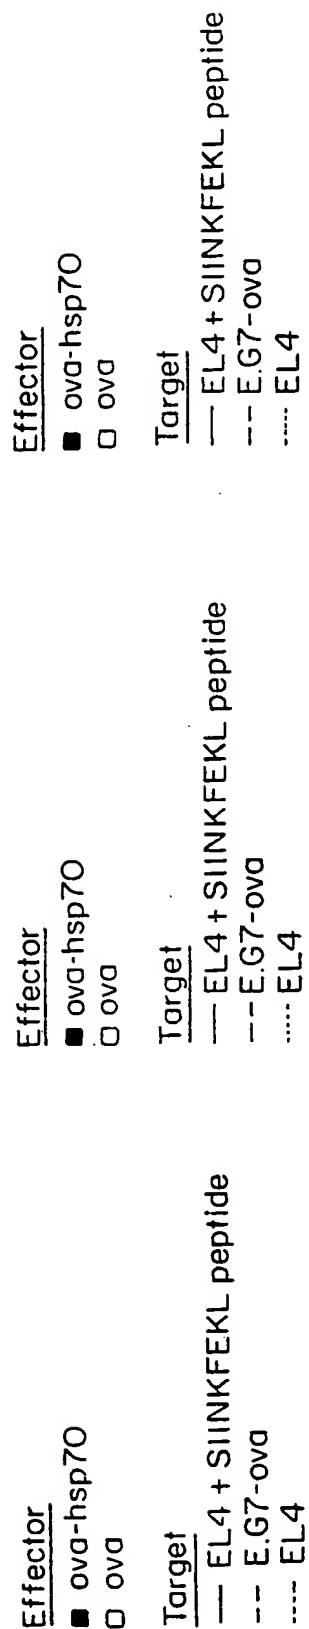 Effector
■ ova-hsp70
□ ova
Target
— EL4 + SIINKFEKL peptide
-- E.G7-ova
---- EL4
Effector
■ ova-hsp70
□ ova
Target
— EL4 + SIINKFEKL peptide
-- E.G7-ova
---- EL4
Effector
■ ova-hsp70
□ ova
Target
— EL4 + SIINKFEKL peptide
-- E.G7-ova
---- EL4